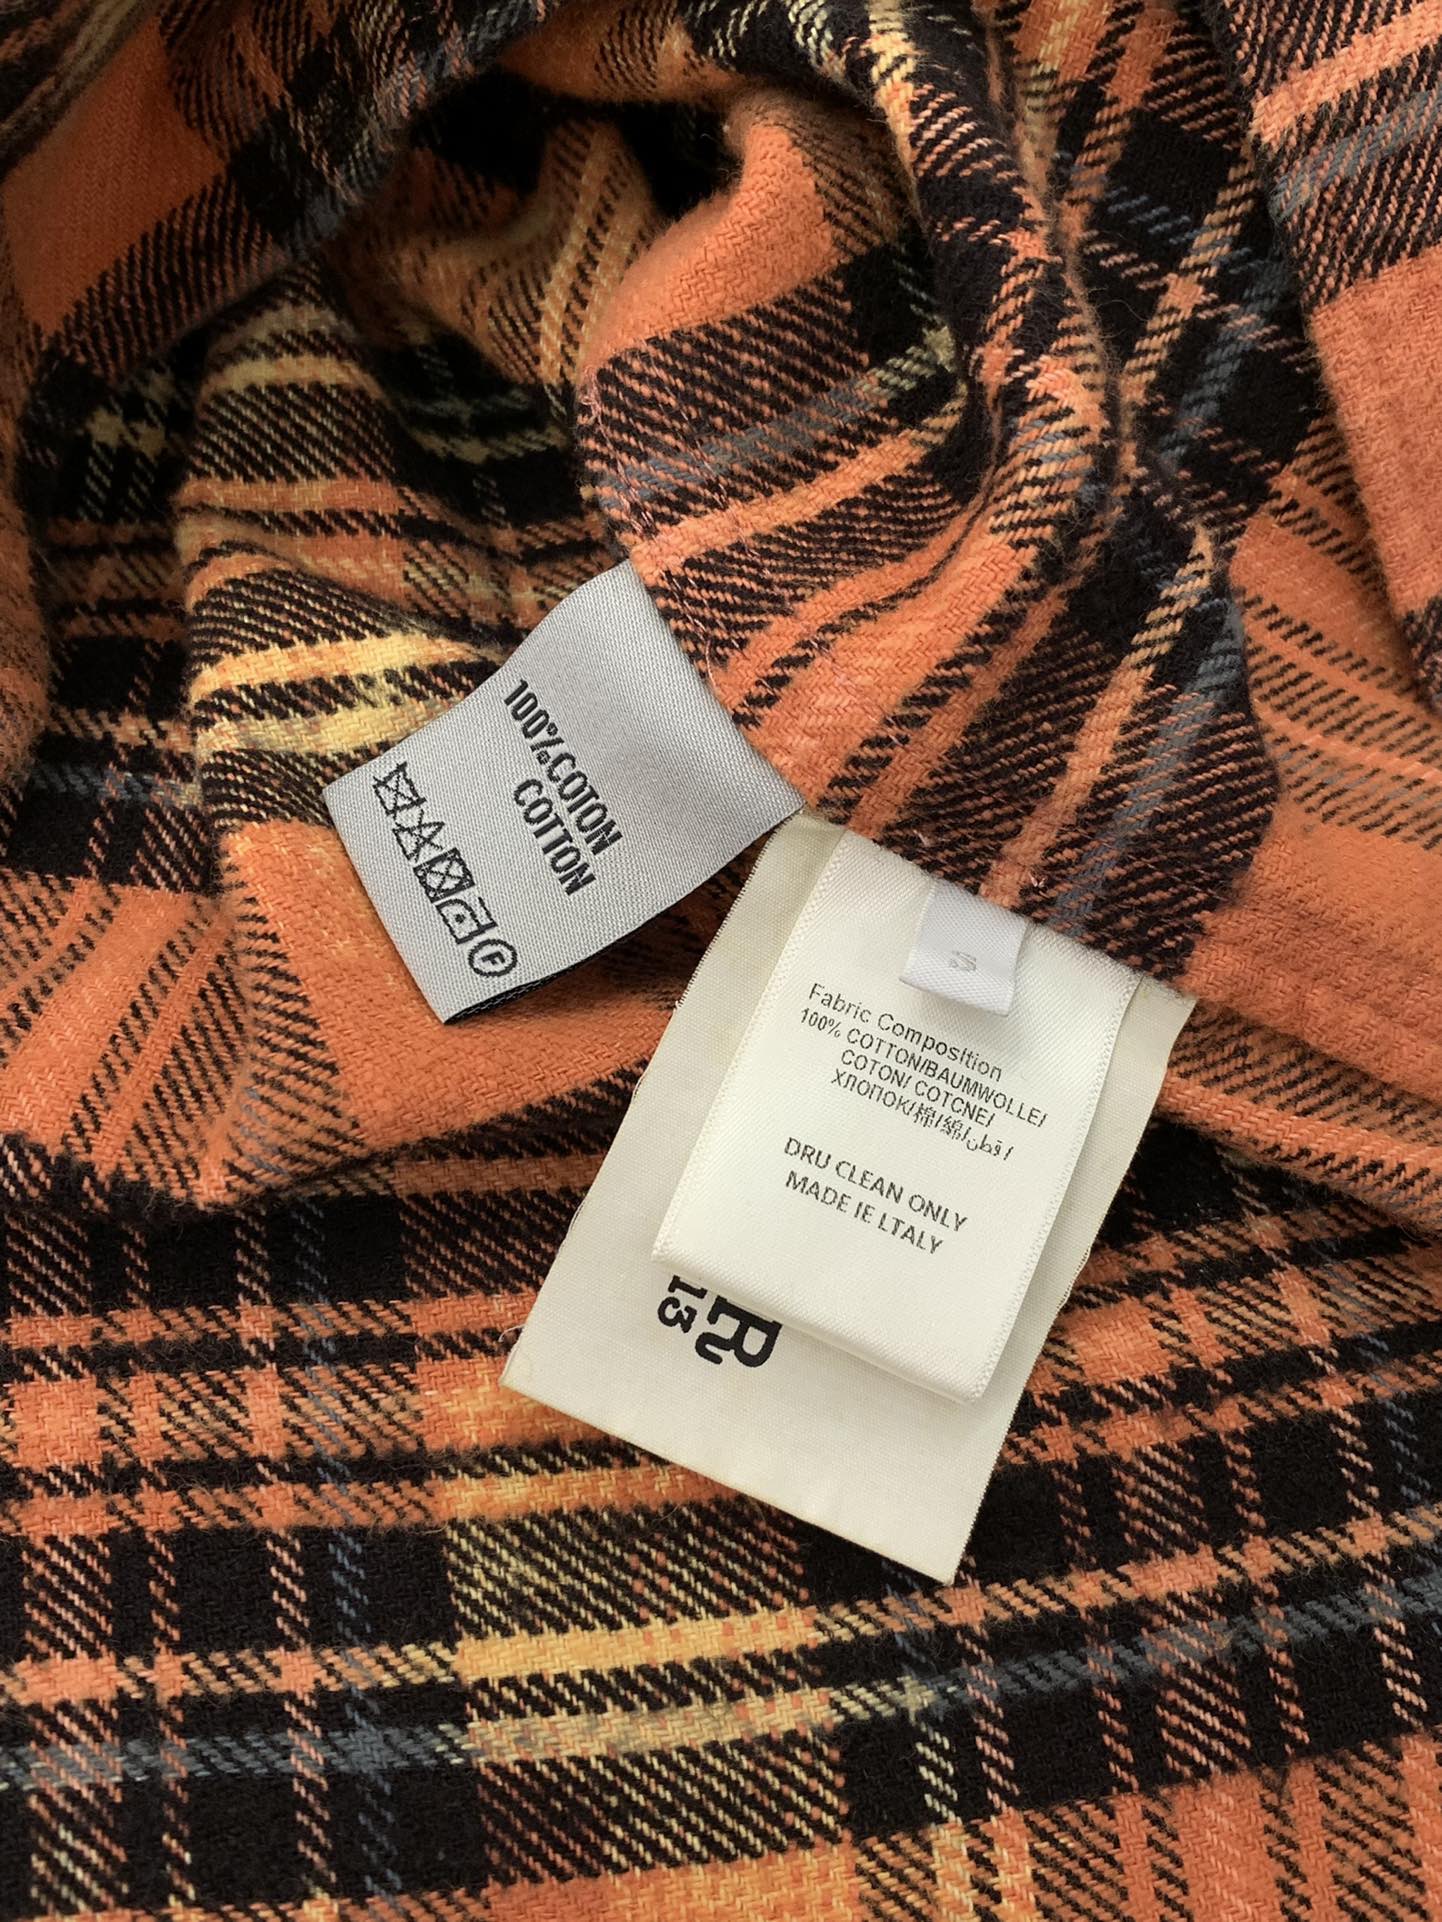 100% COTON
COTTON
F
S
Fabric Composition
100% COTTON/BAUMWOLLE/
COTON/ COTCNE/
ХЛОПОК/棉/綿/قطن /
DRU CLEAN ONLY
MADE IE LTALY
R
13